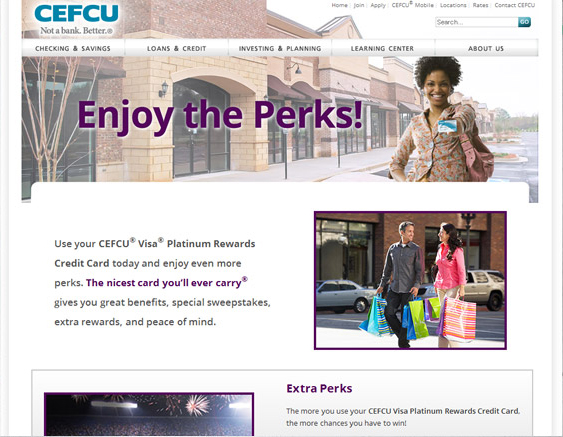 CEFCU
Not a bank. Better.®
Home Join Apply CEFCU® Mobile Locations Rates Contact CEFCU
Search... GO
CHECKING & SAVINGS LOANS & CREDIT INVESTING & PLANNING LEARNING CENTER ABOUT US
Enjoy the Perks!
Use your CEFCU® Visa® Platinum Rewards
Credit Card today and enjoy even more
perks. The nicest card you'll ever carry®
gives you great benefits, special sweepstakes,
extra rewards, and peace of mind.
Extra Perks
The more you use your CEFCU Visa Platinum Rewards Credit Card,
the more chances you have to win!